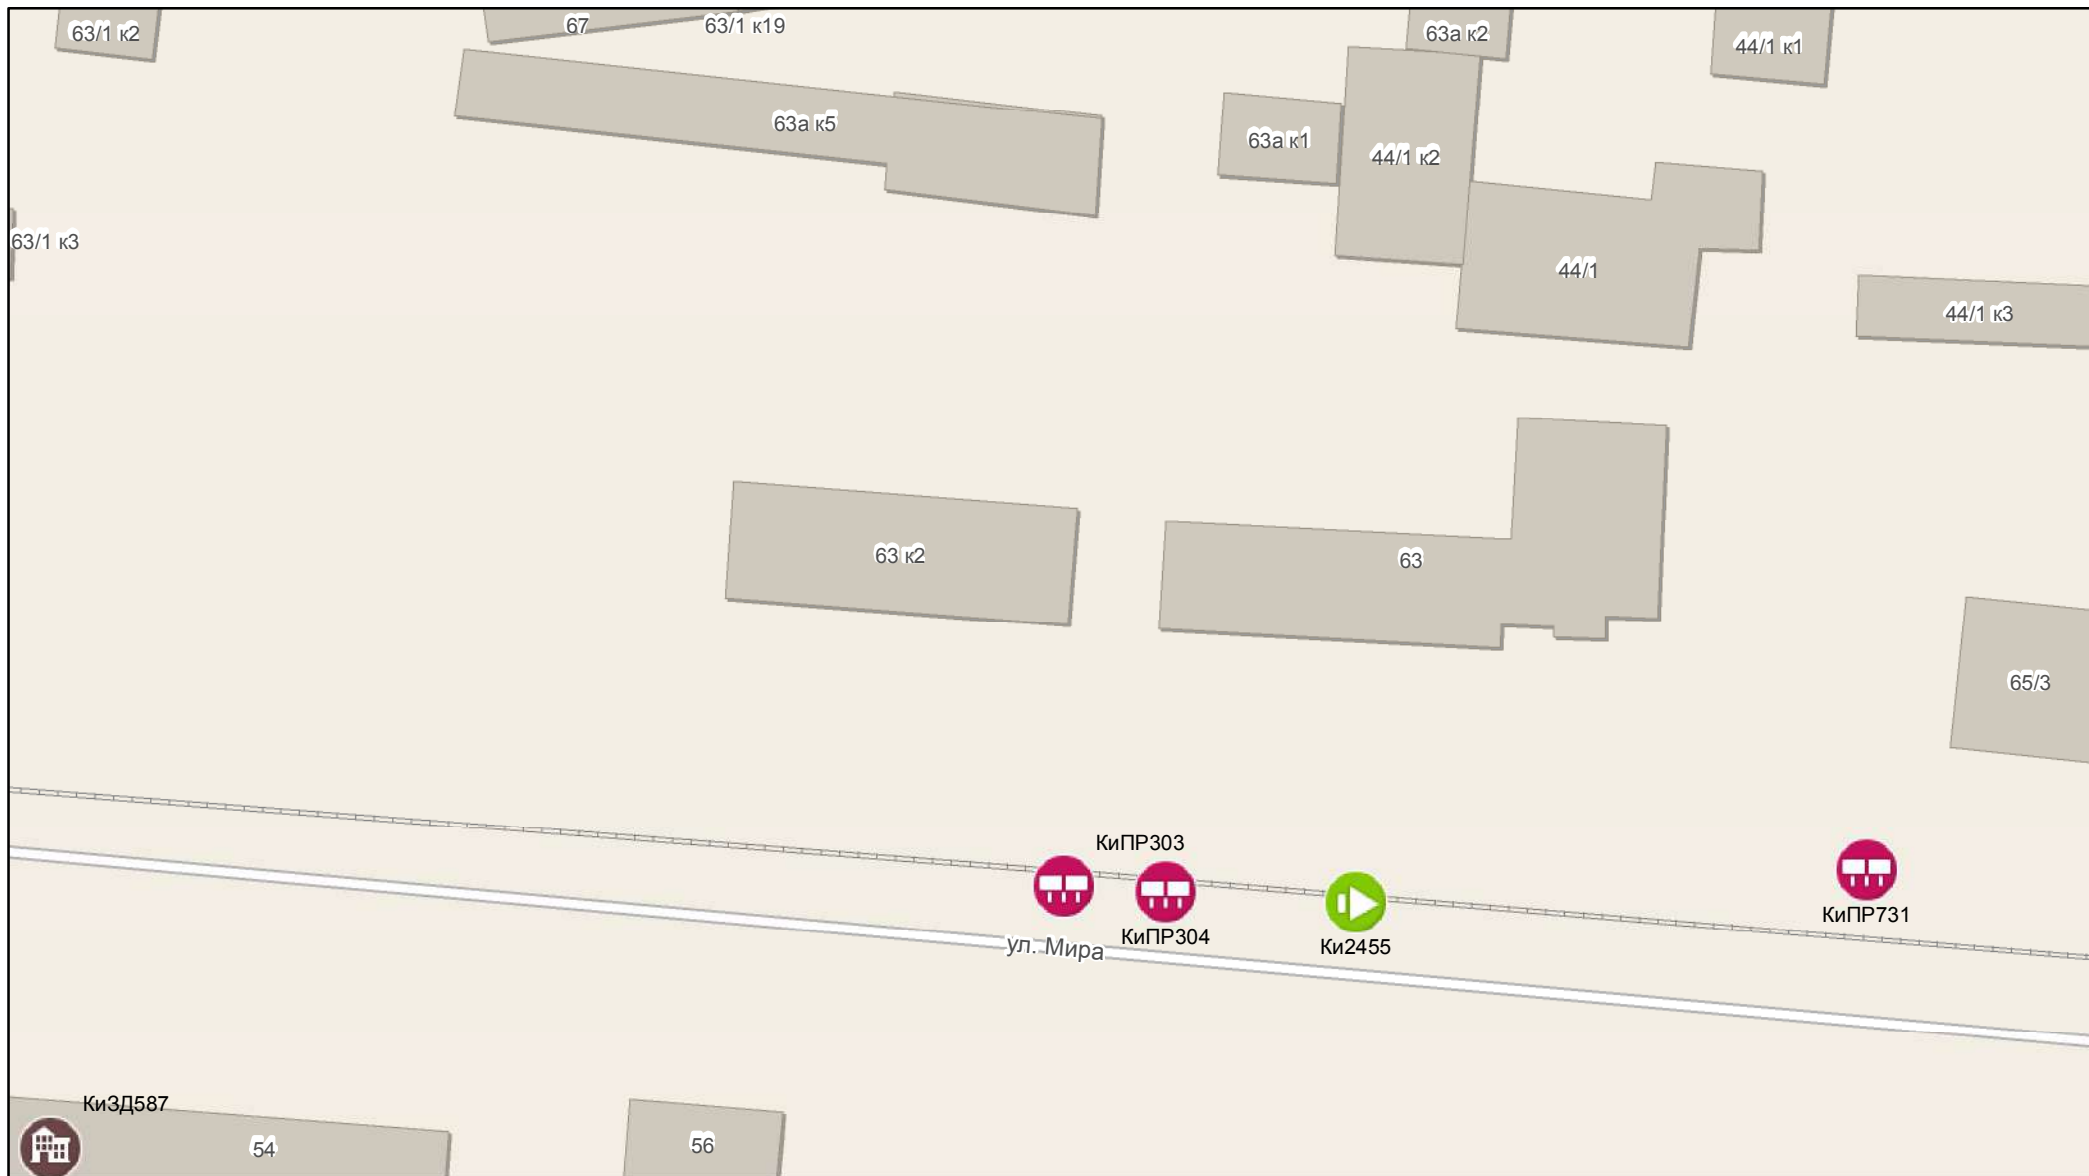 63/1 к2
67
63/1 к19
63а к2
44/1 к1
63а к5
63а к1
44/1 к2
63/1 к3
44/1
44/1 к3
63 к2
63
65/3
КиПР303
КиПР731
КиПР304
Ки2455
ул. Мира
КиЗД587
54
56